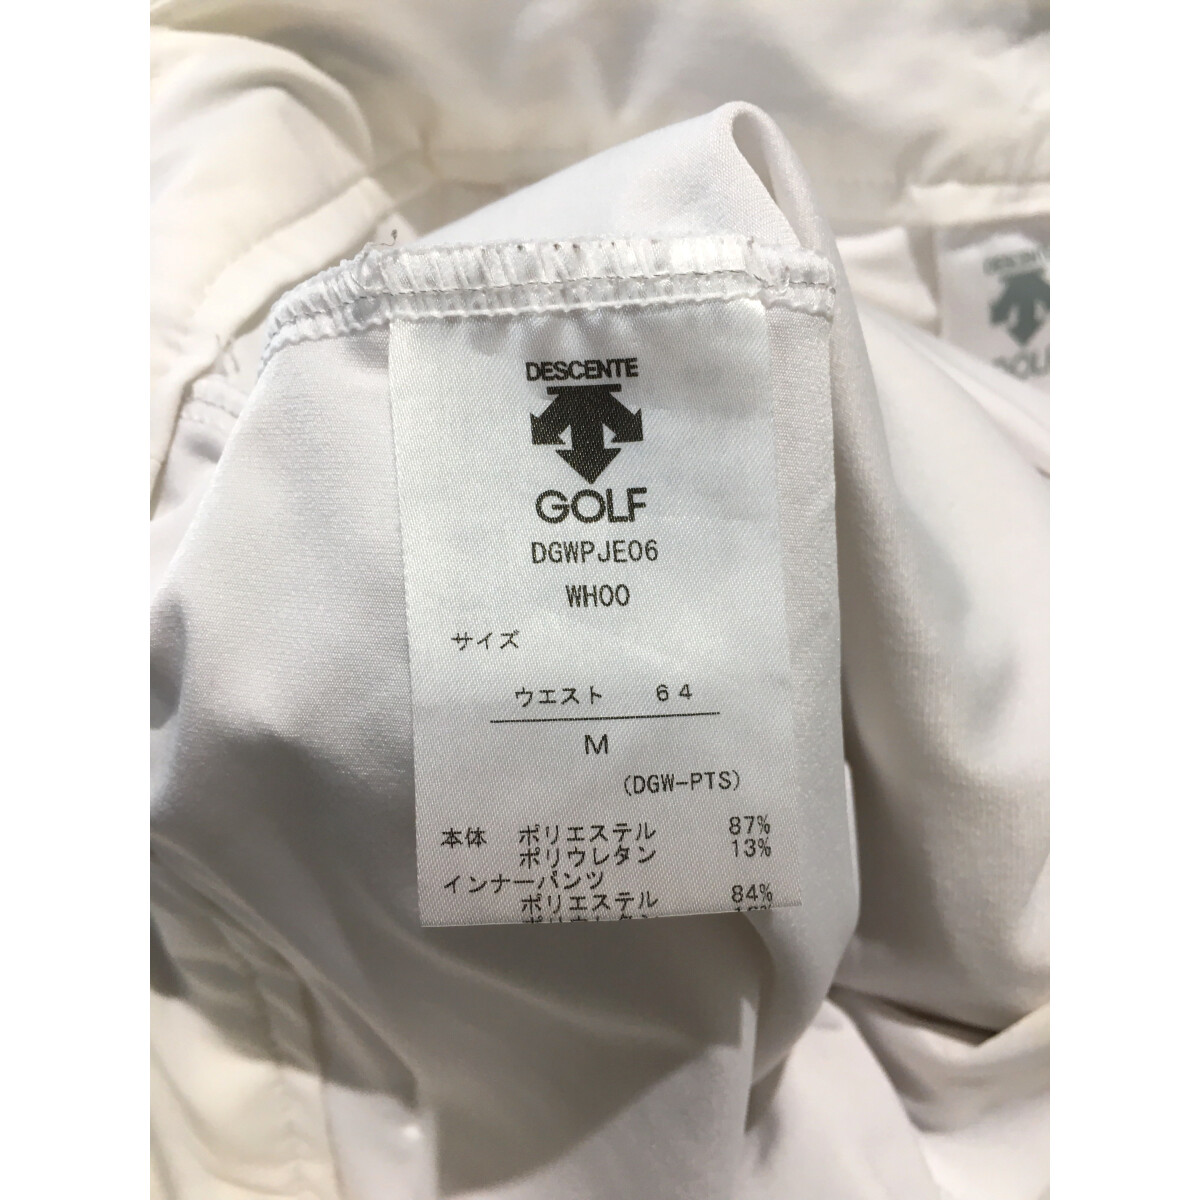 DESCENTE
GOLF
DGWPJE06
WH00
サイズ
ウエスト 64
M
(DGW-PTS)
本体 ポリエステル 87%
ポリウレタン 13%
インナーパンツ
ポリエステル 84%